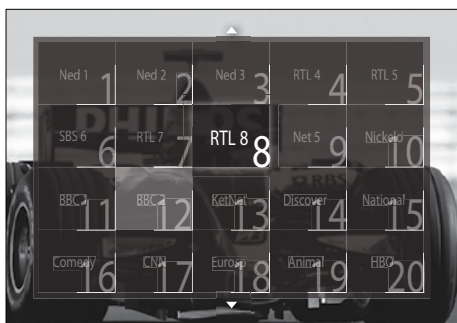 Ned 1 1 Ned 2 2 Ned 3 3 RTL 4 4 RTL 5 5
SBS 6 6 RTL 7 7 RTL 8 8 Net 5 9 Nickelo 10
PHILIPS
RBS
BBC 1 11 BBC 2 12 KetNet 13 Discover 14 National 15
Comedy 16 CNN 17 Eurosp 18 Animal 19 HBO 20